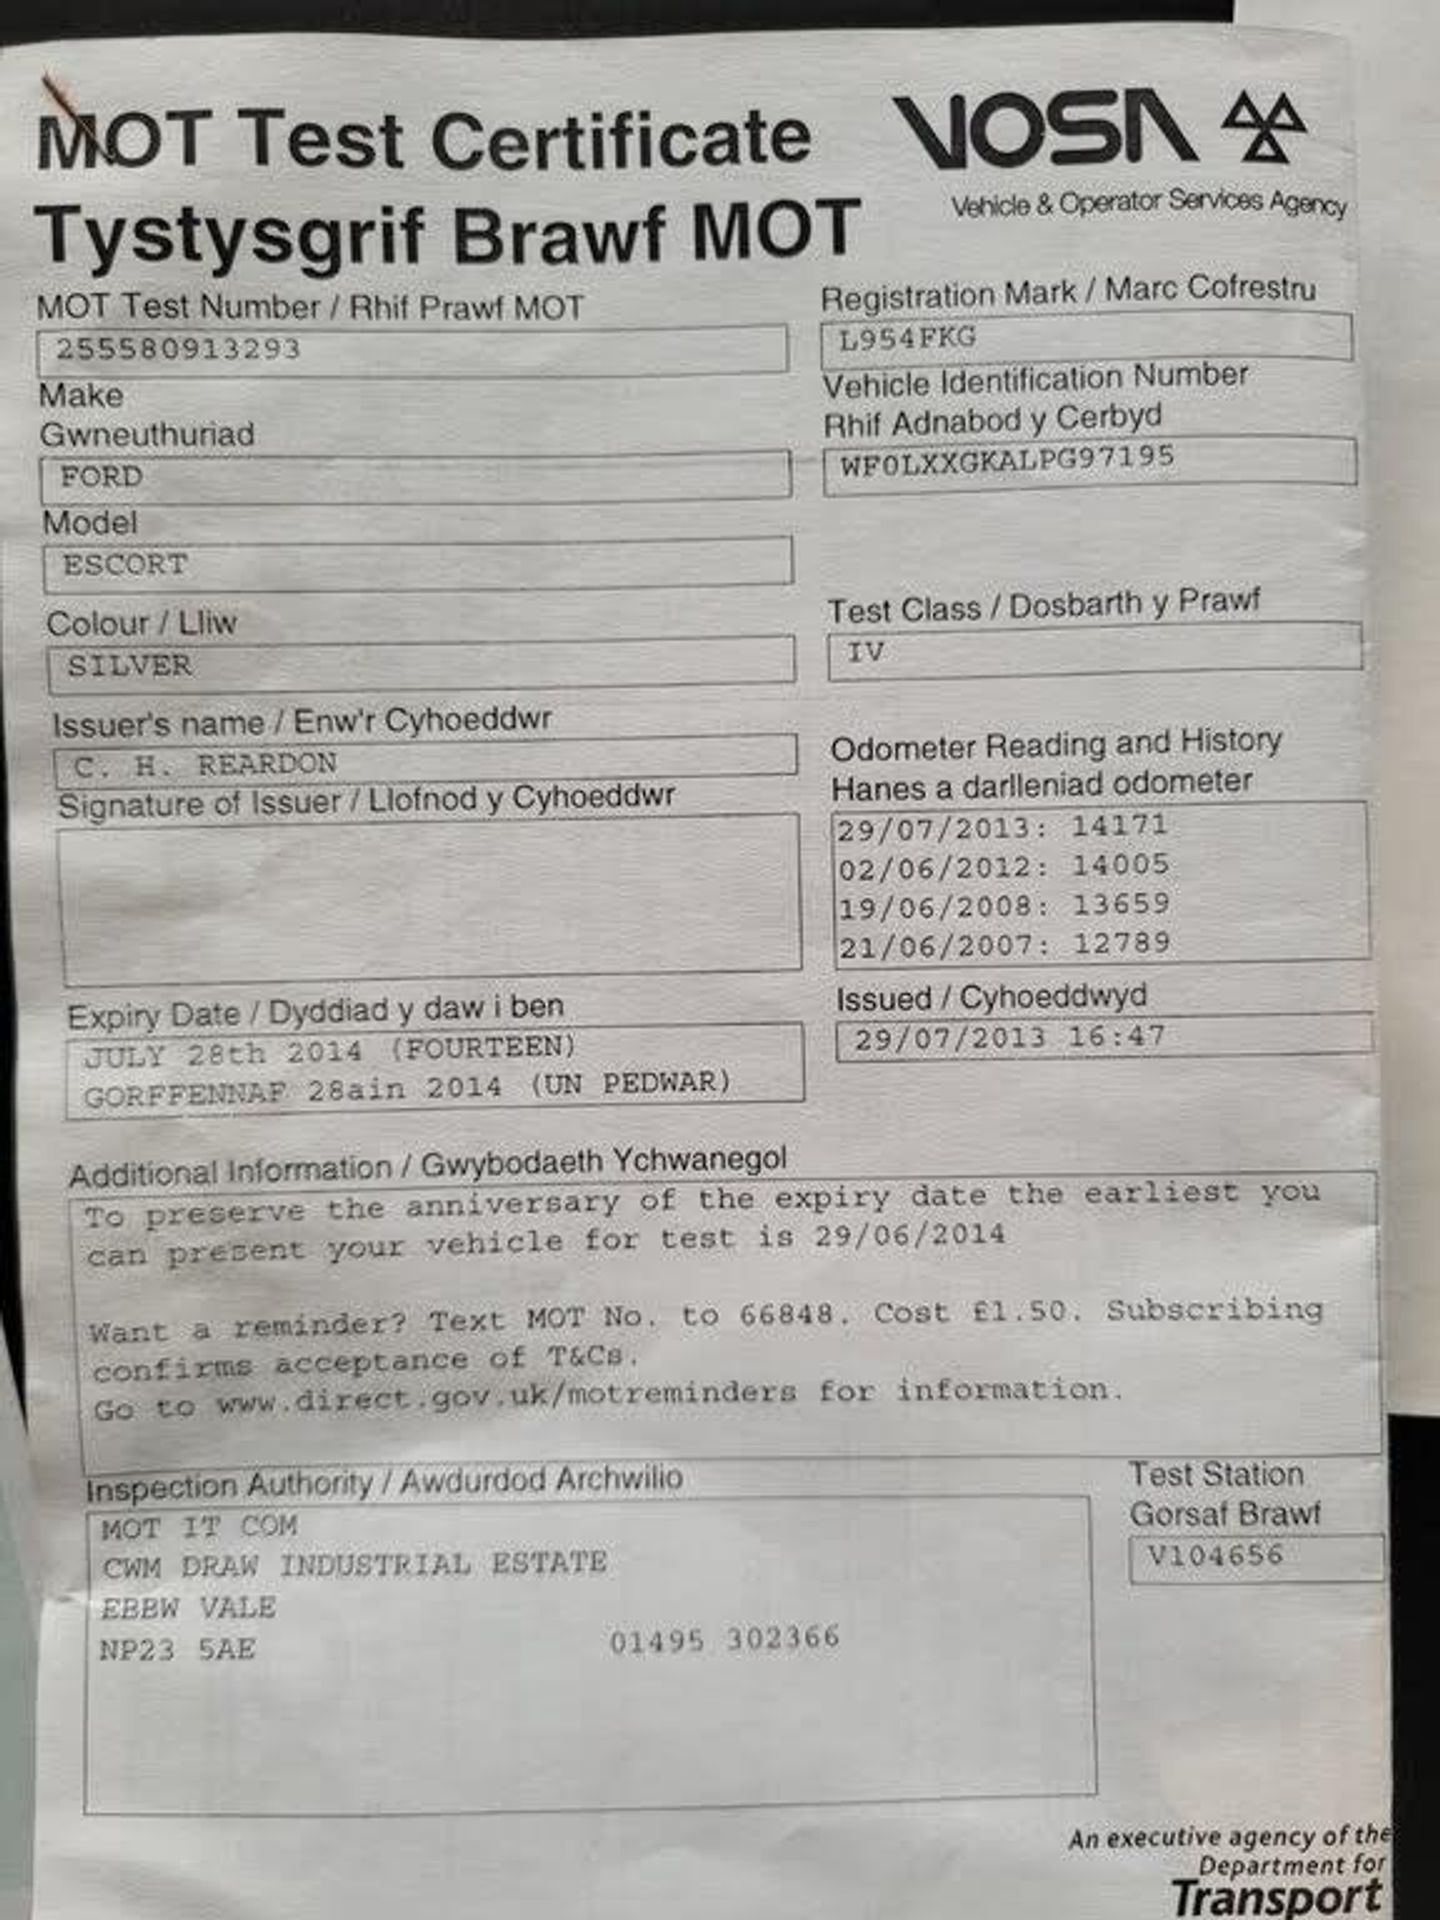 MOT Test Certificate
Tystysgrif Brawf MOT
VOSA
Vehicle & Operator Services Agency
MOT Test Number / Rhif Prawf MOT
255580913293
Registration Mark / Marc Cofrestru
L954FKG
Make
Gwneuthuriad
FORD
Vehicle Identification Number
Rhif Adnabod y Cerbyd
WF0LXXGKALPG97195
Model
ESCORT
Colour / Lliw
SILVER
Test Class / Dosbarth y Prawf
IV
Issuer's name / Enw'r Cyhoeddwr
C. H. REARDON
Signature of Issuer / Llofnod y Cyhoeddwr
Odometer Reading and History
Hanes a darlleniad odometer
29/07/2013: 14171
02/06/2012: 14005
19/06/2008: 13659
21/06/2007: 12789
Expiry Date / Dyddiad y daw i ben
JULY 28th 2014 (FOURTEEN)
GORFFENNAF 28ain 2014 (UN PEDWAR)
Issued / Cyhoeddwyd
29/07/2013 16:47
Additional Information / Gwybodaeth Ychwanegol
To preserve the anniversary of the expiry date the earliest you
can present your vehicle for test is 29/06/2014
Want a reminder? Text MOT No. to 66848. Cost £1.50. Subscribing
confirms acceptance of T&Cs.
Go to www.direct.gov.uk/motreminders for information.
Inspection Authority / Awdurdod Archwilio
MOT IT COM
CWM DRAW INDUSTRIAL ESTATE
EBBW VALE
NP23 5AE 01495 302366
Test Station
Gorsaf Brawf
V104656
An executive agency of the
Department for
Transport